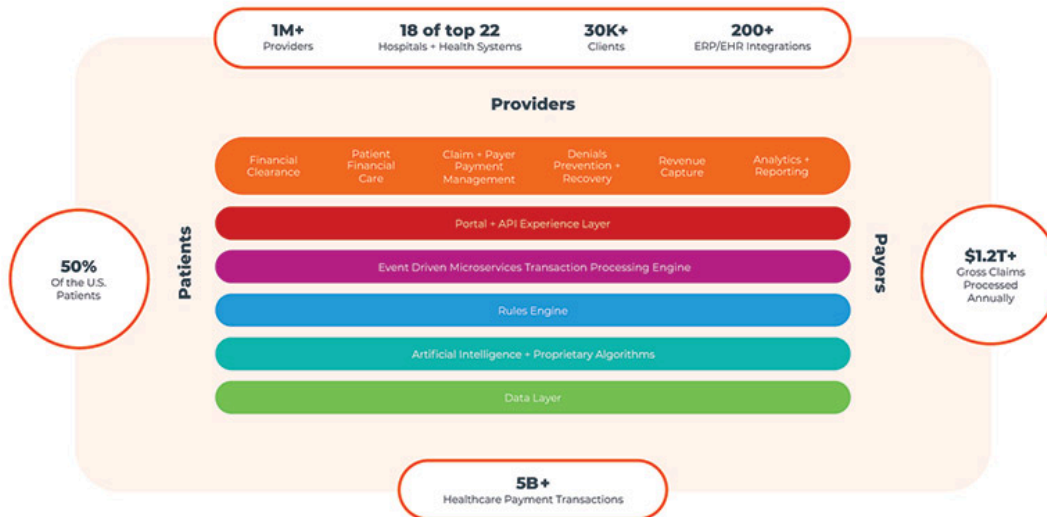 1M+
Providers
18 of top 22
Hospitals + Health Systems
30K+
Clients
200+
ERP/EHR Integrations
Providers
Financial
Clearance
Patient
Financial
Care
Claim + Payer
Payment
Management
Denials
Prevention +
Recovery
Revenue
Capture
Analytics +
Reporting
Portal + API Experience Layer
Event Driven Microservices Transaction Processing Engine
Rules Engine
Artificial Intelligence + Proprietary Algorithms
Data Layer
Patients
Payers
50%
Of the U.S.
Patients
$1.2T+
Gross Claims
Processed
Annually
5B+
Healthcare Payment Transactions